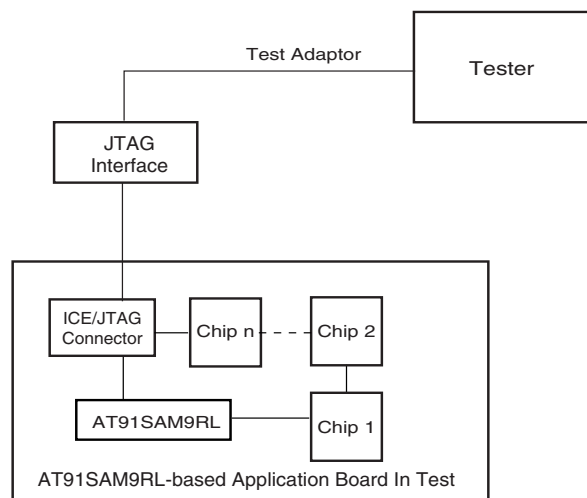 Test Adaptor
Tester
JTAG
Interface
ICE/JTAG
Connector
Chip n
Chip 2
AT91SAM9RL
Chip 1
AT91SAM9RL-based Application Board In Test